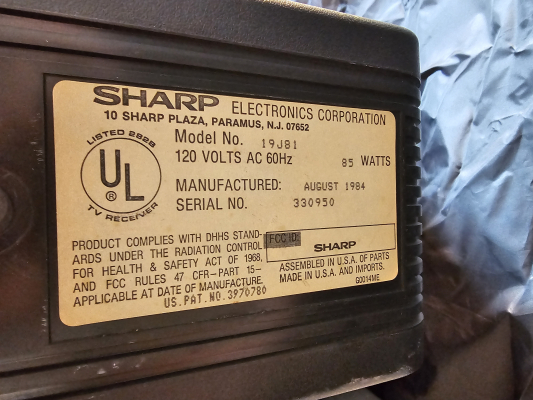 SHARP ELECTRONICS CORPORATION
10 SHARP PLAZA, PARAMUS, N.J. 07652
LISTED 282B
UL
®
TV RECEIVER
Model No. 19J81
120 VOLTS AC 60Hz 85 WATTS
MANUFACTURED: AUGUST 1984
SERIAL NO. 330950
PRODUCT COMPLIES WITH DHHS STAND-
ARDS UNDER THE RADIATION CONTROL
FOR HEALTH & SAFETY ACT OF 1968,
AND FCC RULES 47 CFR-PART 15-
APPLICABLE AT DATE OF MANUFACTURE.
US.PAT.NO.3970780
FCC ID:
SHARP
ASSEMBLED IN U.S.A. OF PARTS
MADE IN U.S.A. AND IMPORTS.
G0014ME